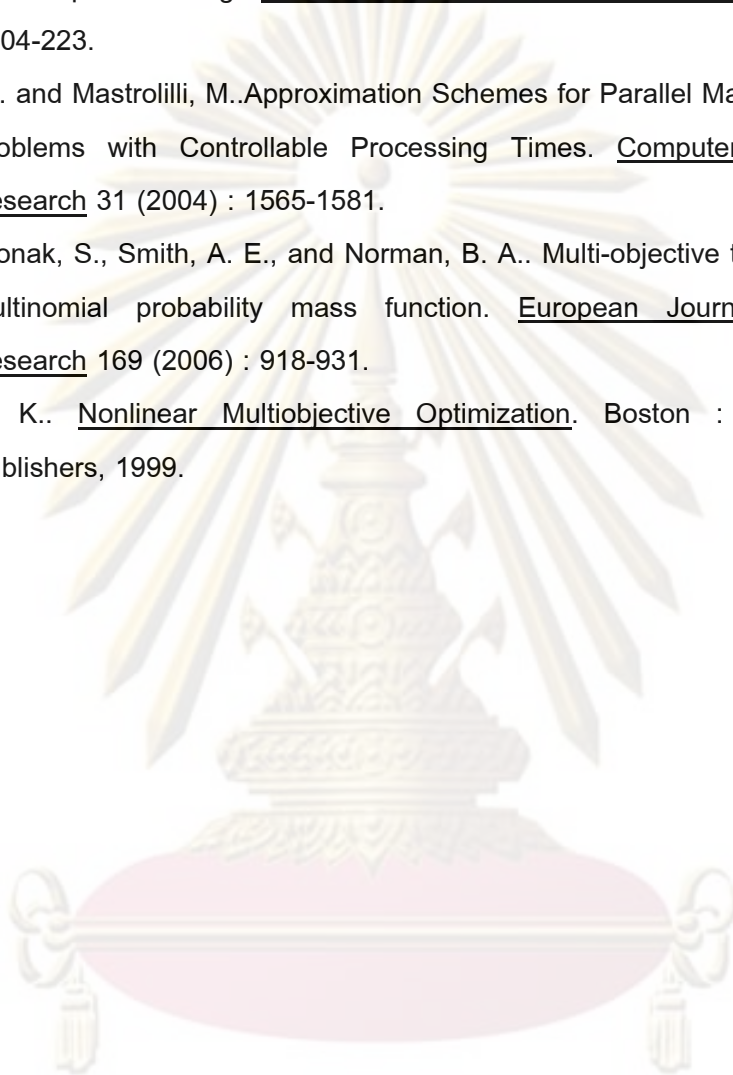 04-223.
. and Mastrolilli, M..Approximation Schemes for Parallel Ma
oblems with Controllable Processing Times. Computer
esearch 31 (2004) : 1565-1581.
onak, S., Smith, A. E., and Norman, B. A.. Multi-objective t
ultinomial probability mass function. European Journ
esearch 169 (2006) : 918-931.
K.. Nonlinear Multiobjective Optimization. Boston :
blishers, 1999.